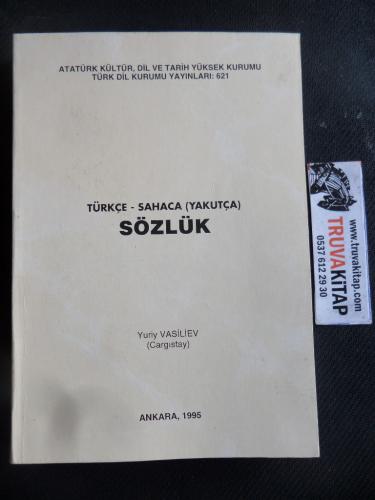 ATATÜRK KÜLTÜR, DİL VE TARİH YÜKSEK KURUMU
TÜRK DİL KURUMU YAYINLARI: 621
TÜRKÇE - SAHACA (YAKUTÇA)
SÖZLÜK
Yuriy VASİLİEV
(Cargıstay)
ANKARA, 1995
www.truvakitap.com
TRUVAKiTAP
0537 612 29 30